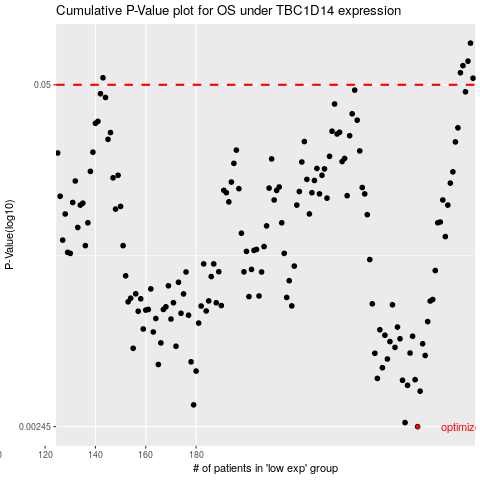 Cumulative P-Value plot for OS under TBC1D14 expression
0.05
P-Value(log10)
0.00245
optimiz
120 140 160 180
# of patients in 'low exp' group